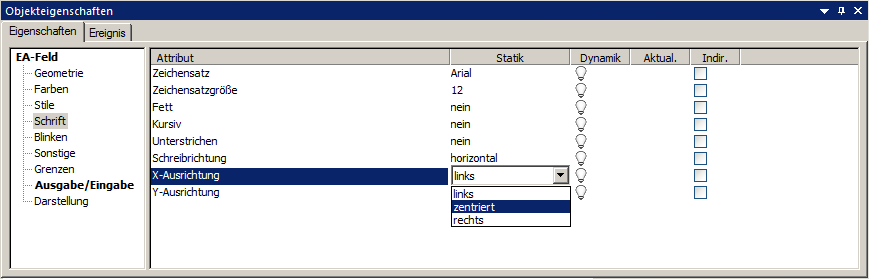 Objekteigenschaften
Eigenschaften Ereignis
EA-Feld
Geometrie
Farben
Stile
Schrift
Blinken
Sonstige
Grenzen
Ausgabe/Eingabe
Darstellung
Attribut Statik Dynamik Aktual. Indir.
Zeichensatz Arial
Zeichensatzgröße 12
Fett nein
Kursiv nein
Unterstrichen nein
Schreibrichtung horizontal
X-Ausrichtung links
Y-Ausrichtung
links
zentriert
rechts